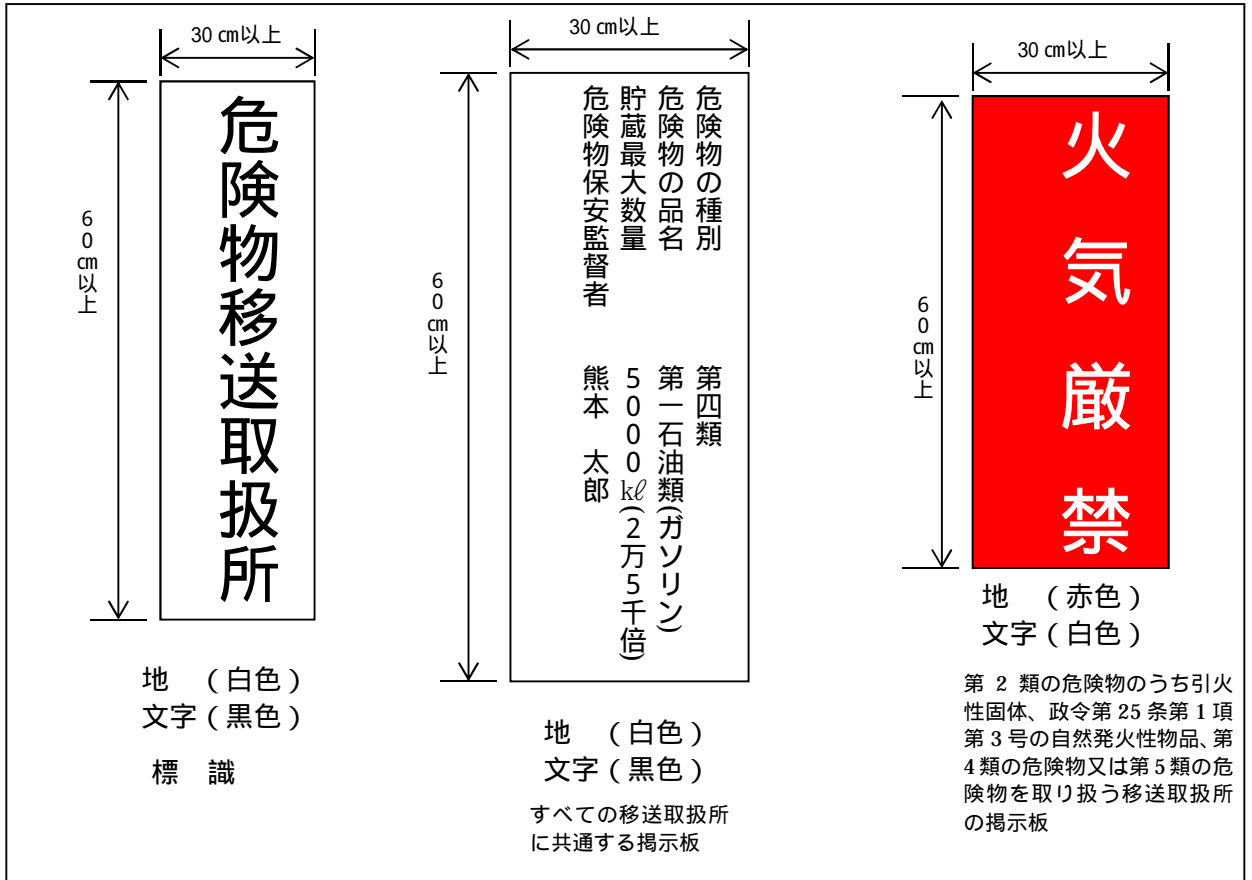 30㎝以上
60㎝以上
危険物移送取扱所
地　（白色）
文字（黒色）
標　識
30㎝以上
60㎝以上
危険物の種別　第四類
危険物の品名　第一石油類(ガソリン)
貯蔵最大数量　5000kℓ(2万5千倍)
危険物保安監督者　熊本　太郎
地　（白色）
文字（黒色）
すべての移送取扱所
に共通する掲示板
30㎝以上
60㎝以上
火気厳禁
地　（赤色）
文字（白色）
第 2 類の危険物のうち引火
性固体、政令第 25 条第 1 項
第 3 号の自然発火性物品、第
4 類の危険物又は第 5 類の危
険物を取り扱う移送取扱所
の掲示板